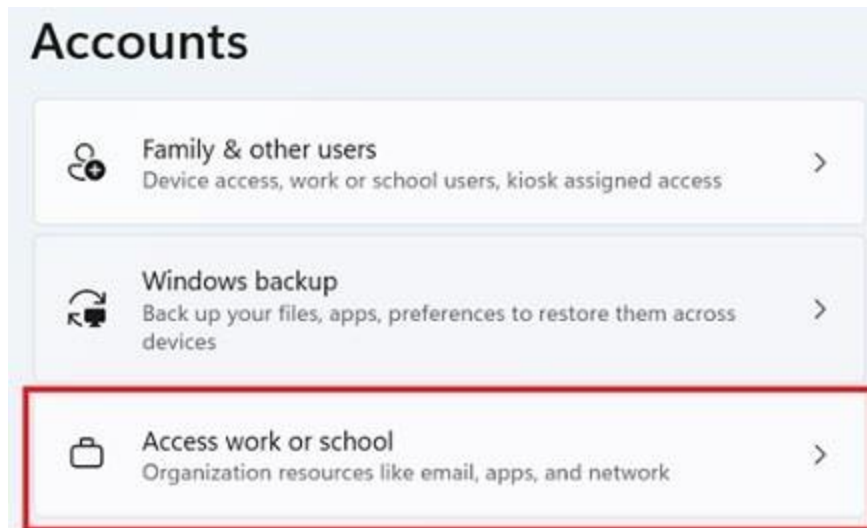 Accounts
Family & other users
Device access, work or school users, kiosk assigned access
Windows backup
Back up your files, apps, preferences to restore them across
devices
Access work or school
Organization resources like email, apps, and network